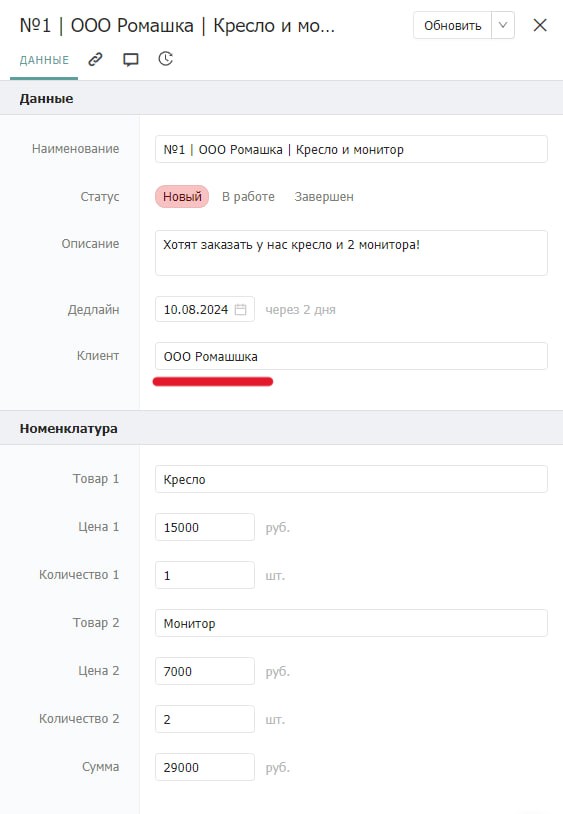 №1 | ООО Ромашка | Кресло и мо...
Обновить
ДАННЫЕ
Данные
Наименование №1 | ООО Ромашка | Кресло и монитор
Статус Новый В работе Завершен
Описание Хотят заказать у нас кресло и 2 монитора!
Дедлайн 10.08.2024 через 2 дня
Клиент ООО Ромашшка
Номенклатура
Товар 1 Кресло
Цена 1 15000 руб.
Количество 1 1 шт.
Товар 2 Монитор
Цена 2 7000 руб.
Количество 2 2 шт.
Сумма 29000 руб.